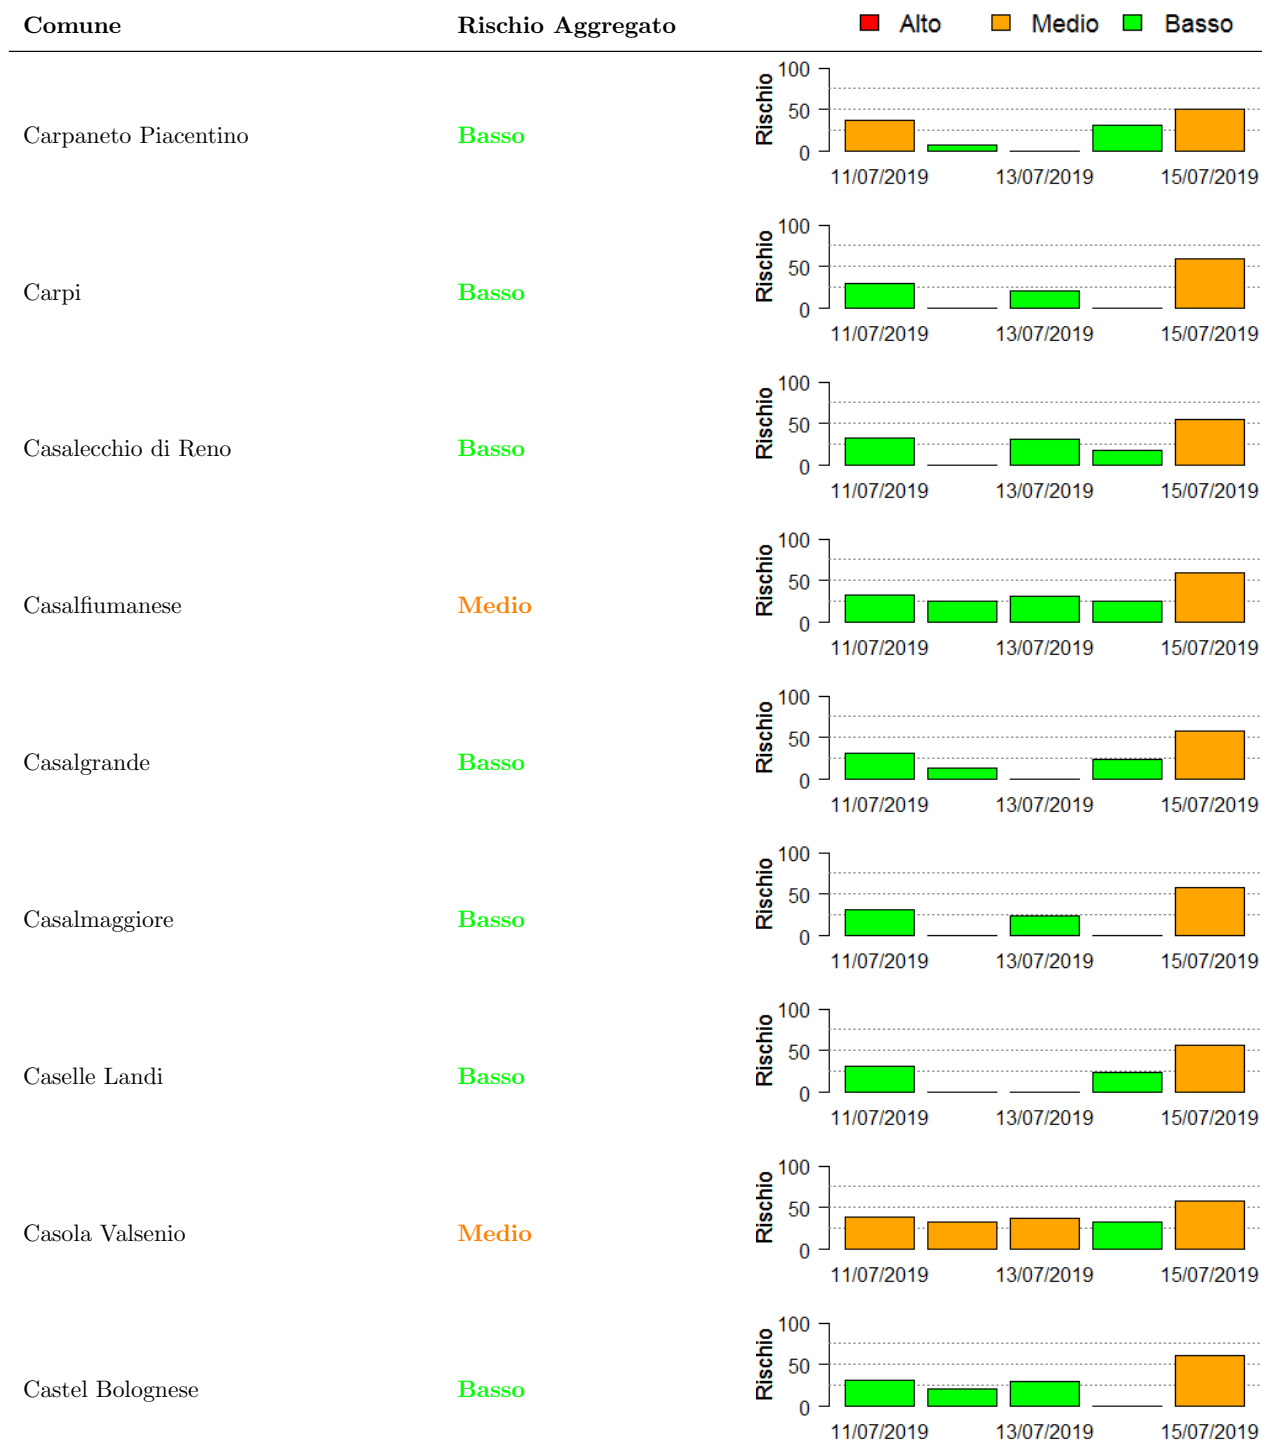 Comune Rischio Aggregato Alto Medio Basso
Carpaneto Piacentino Basso Rischio 100 50 0
11/07/2019 13/07/2019 15/07/2019
Carpi Basso Rischio 100 50 0
11/07/2019 13/07/2019 15/07/2019
Casalecchio di Reno Basso Rischio 100 50 0
11/07/2019 13/07/2019 15/07/2019
Casalfiumanese Medio Rischio 100 50 0
11/07/2019 13/07/2019 15/07/2019
Casalgrande Basso Rischio 100 50 0
11/07/2019 13/07/2019 15/07/2019
Casalmaggiore Basso Rischio 100 50 0
11/07/2019 13/07/2019 15/07/2019
Caselle Landi Basso Rischio 100 50 0
11/07/2019 13/07/2019 15/07/2019
Casola Valsenio Medio Rischio 100 50 0
11/07/2019 13/07/2019 15/07/2019
Castel Bolognese Basso Rischio 100 50 0
11/07/2019 13/07/2019 15/07/2019